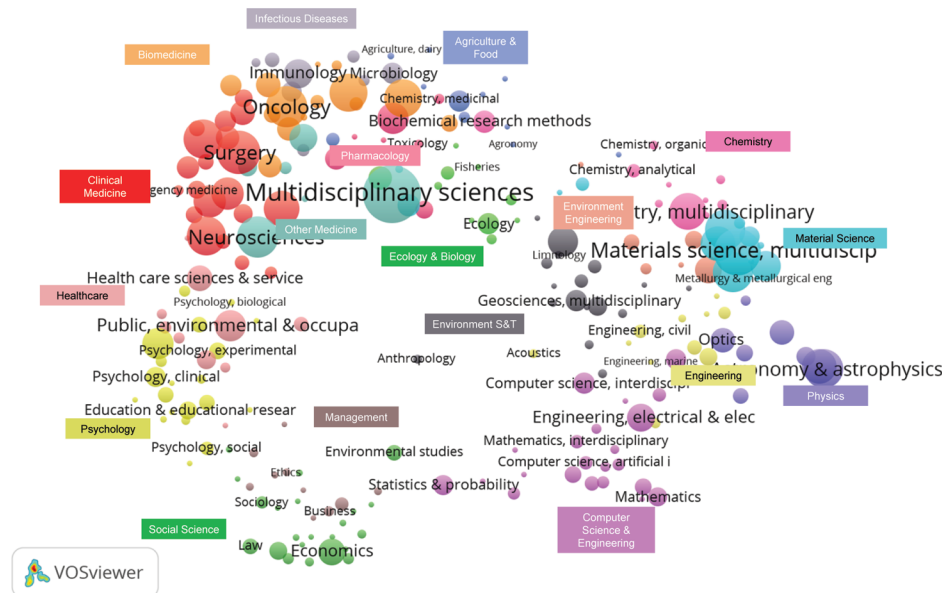 Infectious Diseases
Biomedicine
Agriculture, dairy
Agriculture &
Food
Immunology
Microbiology
Oncology
Chemistry, medicinal
Biochemical research methods
Toxicology
Agronomy
Chemistry, organic
Chemistry
Surgery
Pharmacology
Fisheries
Chemistry, analytical
Clinical
Medicine
gency medicine
Multidisciplinary sciences
Environment
Engineering
try, multidisciplinary
Neurosciences
Other Medicine
Ecology
Material Science
Ecology & Biology
Limnology
Materials science, multidiscip
Health care sciences & service
Metallurgy & metallurgical eng
Healthcare
Psychology, biological
Geosciences, multidisciplinary
Public, environmental & occupa
Environment S&T
Engineering, civil
Optics
Psychology, experimental
Anthropology
Acoustics
Engineering, marine
nomy & astrophysics
Psychology, clinical
Computer science, interdiscipl
Engineering
Physics
Education & educational resear
Management
Engineering, electrical & elec
Psychology
Psychology, social
Environmental studies
Mathematics, interdisciplinary
Ethics
Computer science, artificial i
Statistics & probability
Sociology
Business
Mathematics
Social Science
Computer
Science &
Engineering
Law
Economics
VOSviewer